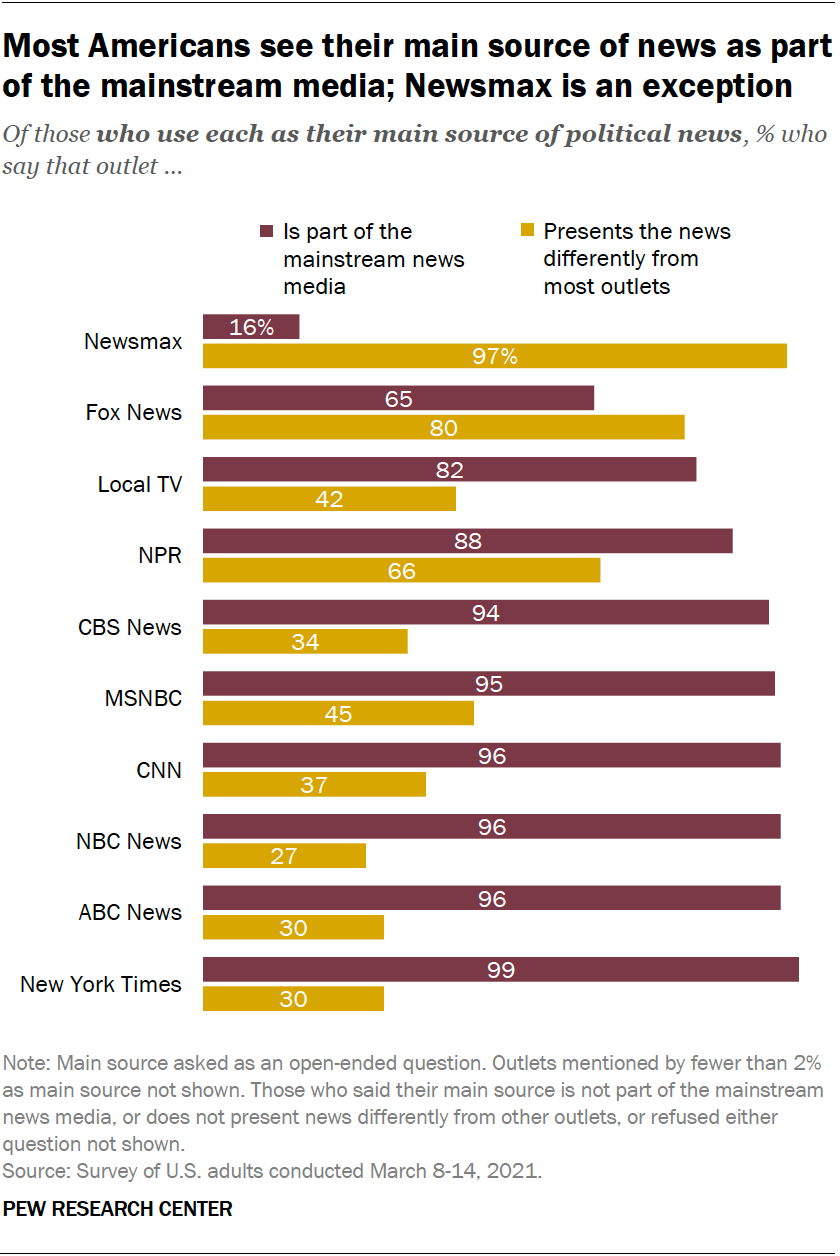 Most Americans see their main source of news as part
of the mainstream media; Newsmax is an exception
Of those who use each as their main source of political news, % who
say that outlet ...
Is part of the
mainstream news
media
Presents the news
differently from
most outlets
Newsmax
16%
97%
Fox News
65
80
Local TV
82
42
NPR
88
66
CBS News
94
34
MSNBC
95
45
CNN
96
37
NBC News
96
27
ABC News
96
30
New York Times
99
30
Note: Main source asked as an open-ended question. Outlets mentioned by fewer than 2%
as main source not shown. Those who said their main source is not part of the mainstream
news media, or does not present news differently from other outlets, or refused either
question not shown.
Source: Survey of U.S. adults conducted March 8-14, 2021.
PEW RESEARCH CENTER